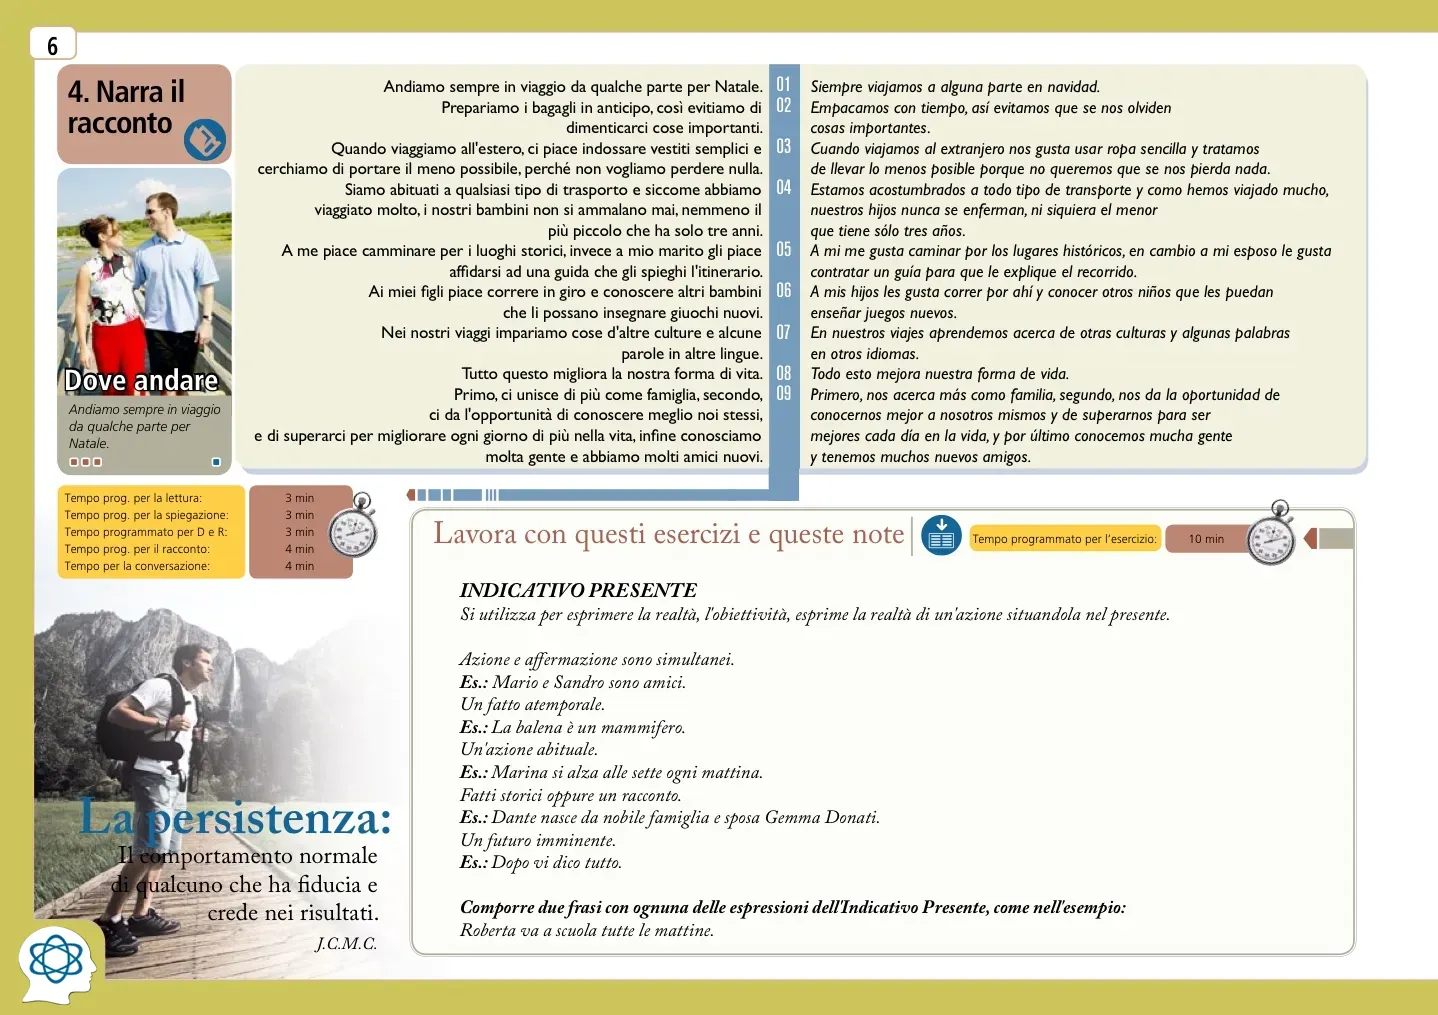 6
4. Narra il
racconto
Dove andare
Andiamo sempre in viaggio
da qualche parte per
Natale.
Andiamo sempre in viaggio da qualche parte per Natale.
Prepariamo i bagagli in anticipo, così evitiamo di
dimenticarci cose importanti.
Quando viaggiamo all'estero, ci piace indossare vestiti semplici e
cerchiamo di portare il meno possibile, perché non vogliamo perdere nulla.
Siamo abituati a qualsiasi tipo di trasporto e siccome abbiamo
viaggiato molto, i nostri bambini non si ammalano mai, nemmeno il
più piccolo che ha solo tre anni.
A me piace camminare per i luoghi storici, invece a mio marito gli piace
affidarsi ad una guida che gli spieghi l'itinerario.
Ai miei figli piace correre in giro e conoscere altri bambini
che li possano insegnare giuochi nuovi.
Nei nostri viaggi impariamo cose d'altre culture e alcune
parole in altre lingue.
Tutto questo migliora la nostra forma di vita.
Primo, ci unisce di più come famiglia, secondo,
ci da l'opportunità di conoscere meglio noi stessi,
e di superarci per migliorare ogni giorno di più nella vita, infine conosciamo
molta gente e abbiamo molti amici nuovi.
01
02
03
04
05
06
07
08
09
Siempre viajamos a alguna parte en navidad.
Empacamos con tiempo, así evitamos que se nos olviden
cosas importantes.
Cuando viajamos al extranjero nos gusta usar ropa sencilla y tratamos
de llevar lo menos posible porque no queremos que se nos pierda nada.
Estamos acostumbrados a todo tipo de transporte y como hemos viajado mucho,
nuestros hijos nunca se enferman, ni siquiera el menor
que tiene sólo tres años.
A mi me gusta caminar por los lugares históricos, en cambio a mi esposo le gusta
contratar un guía para que le explique el recorrido.
A mis hijos les gusta correr por ahí y conocer otros niños que les puedan
enseñar juegos nuevos.
En nuestros viajes aprendemos acerca de otras culturas y algunas palabras
en otros idiomas.
Todo esto mejora nuestra forma de vida.
Primero, nos acerca más como familia, segundo, nos da la oportunidad de
conocernos mejor a nosotros mismos y de superarnos para ser
mejores cada día en la vida, y por último conocemos mucha gente
y tenemos muchos nuevos amigos.
Tempo prog. per la lettura: 3 min
Tempo prog. per la spiegazione: 3 min
Tempo programmato per D e R: 3 min
Tempo prog. per il racconto: 4 min
Tempo per la conversazione: 4 min
La persistenza:
Il comportamento normale
di qualcuno che ha fiducia e
crede nei risultati.
J.C.M.C.
Lavora con questi esercizi e queste note
Tempo programmato per l'esercizio: 10 min
INDICATIVO PRESENTE
Si utilizza per esprimere la realtà, l'obiettività, esprime la realtà di un'azione situandola nel presente.
Azione e affermazione sono simultanei.
Es.: Mario e Sandro sono amici.
Un fatto atemporale.
Es.: La balena è un mammifero.
Un'azione abituale.
Es.: Marina si alza alle sette ogni mattina.
Fatti storici oppure un racconto.
Es.: Dante nasce da nobile famiglia e sposa Gemma Donati.
Un futuro imminente.
Es.: Dopo vi dico tutto.
Comporre due frasi con ognuna delle espressioni dell'Indicativo Presente, come nell'esempio:
Roberta va a scuola tutte le mattine.